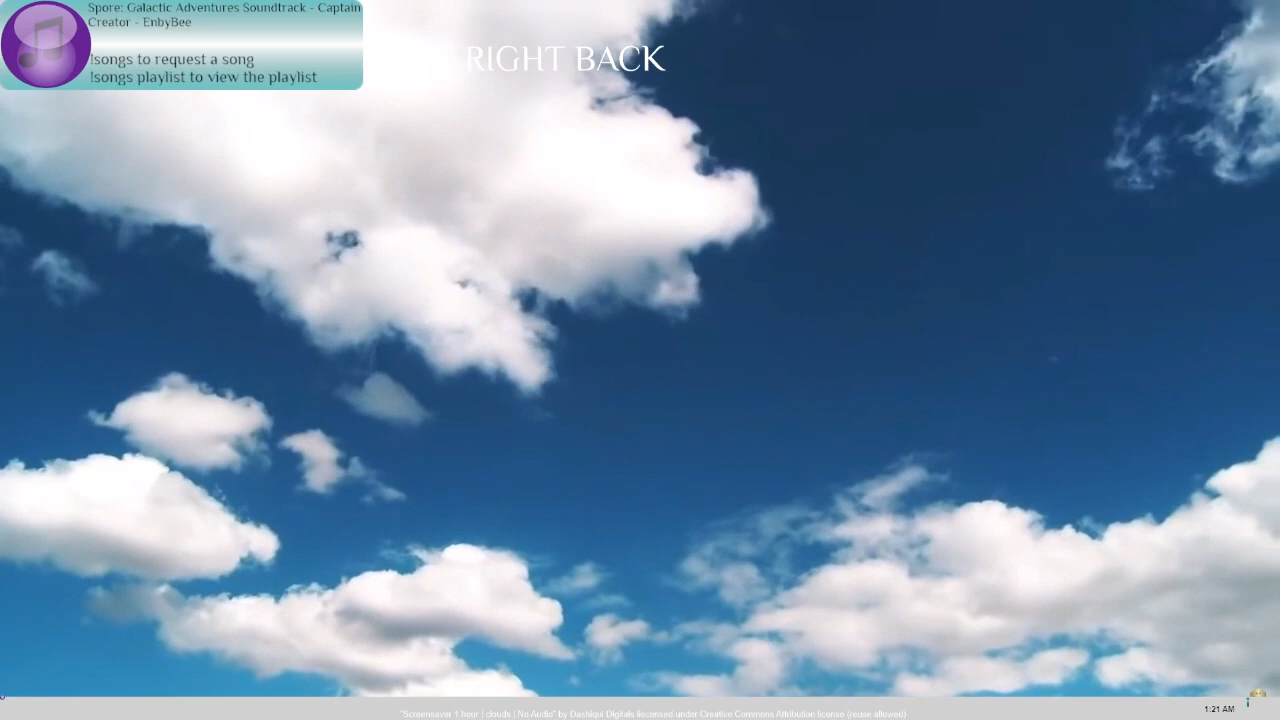 Spore: Galactic Adventures Soundtrack - Captain
Creator - EnbyBee
!songs to request a song
!songs playlist to view the playlist
RIGHT BACK
1:21 AM
"Screensaver 1 hour | clouds | No Audio" by Dashiqui Digitals liscensed under Creative Commons Attribution license (reuse allowed)